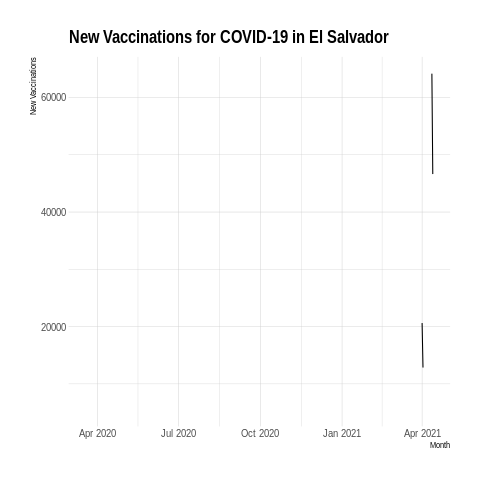 New Vaccinations for COVID-19 in El Salvador
New Vaccinations
60000
40000
20000
Apr 2020 Jul 2020 Oct 2020 Jan 2021 Apr 2021
Month